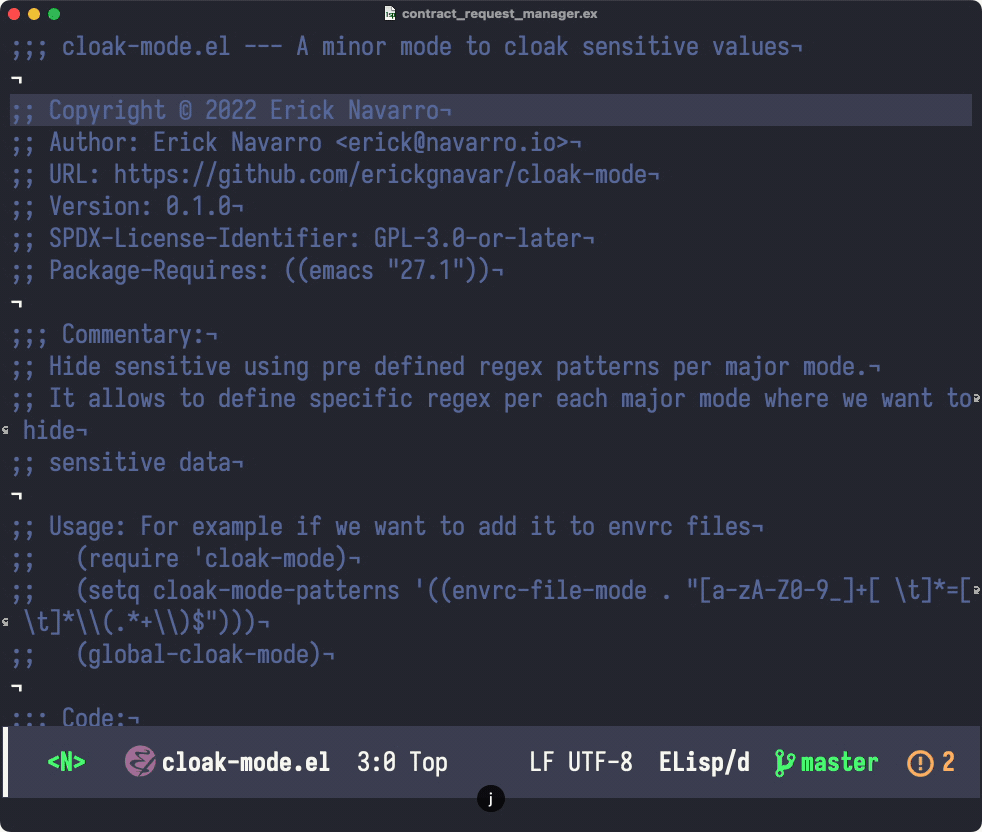 contract_request_manager.ex
;;; cloak-mode.el --- A minor mode to cloak sensitive values¬
¬
;; Copyright © 2022 Erick Navarro¬
;; Author: Erick Navarro <erick@navarro.io>¬
;; URL: https://github.com/erickgnavar/cloak-mode¬
;; Version: 0.1.0¬
;; SPDX-License-Identifier: GPL-3.0-or-later¬
;; Package-Requires: ((emacs "27.1"))¬
¬
;;; Commentary:¬
;; Hide sensitive using pre defined regex patterns per major mode.¬
;; It allows to define specific regex per each major mode where we want to
hide¬
;; sensitive data¬
¬
;; Usage: For example if we want to add it to envrc files¬
;;   (require 'cloak-mode)¬
;;   (setq cloak-mode-patterns '((envrc-file-mode . "[a-zA-Z0-9_]+[ \t]*=[
\t]*\\(.*+\\)$")))¬
;;   (global-cloak-mode)¬
¬
;;; Code:¬
<N> cloak-mode.el 3:0 Top LF UTF-8 ELisp/d master 2
j